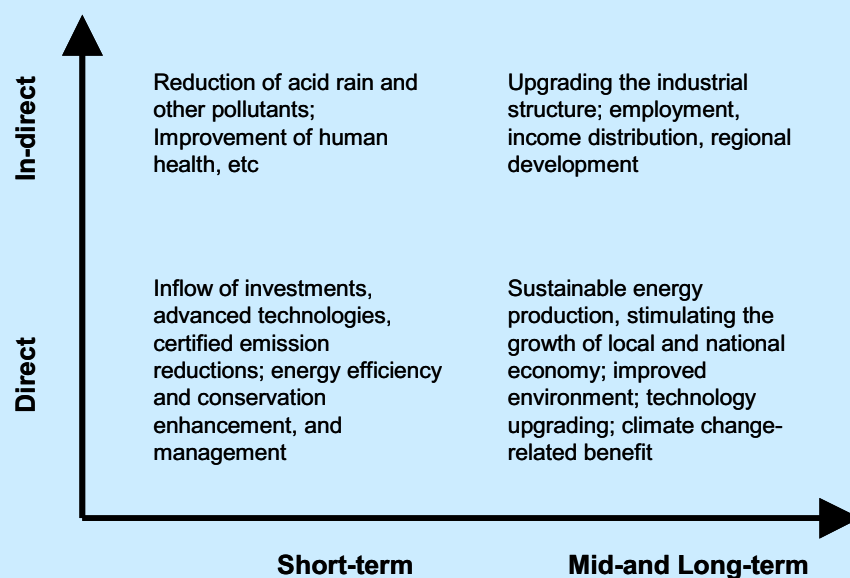 In-direct
Reduction of acid rain and
other pollutants;
Improvement of human
health, etc
Upgrading the industrial
structure; employment,
income distribution, regional
development
Direct
Inflow of investments,
advanced technologies,
certified emission
reductions; energy efficiency
and conservation
enhancement, and
management
Sustainable energy
production, stimulating the
growth of local and national
economy; improved
environment; technology
upgrading; climate change-
related benefit
Short-term
Mid-and Long-term